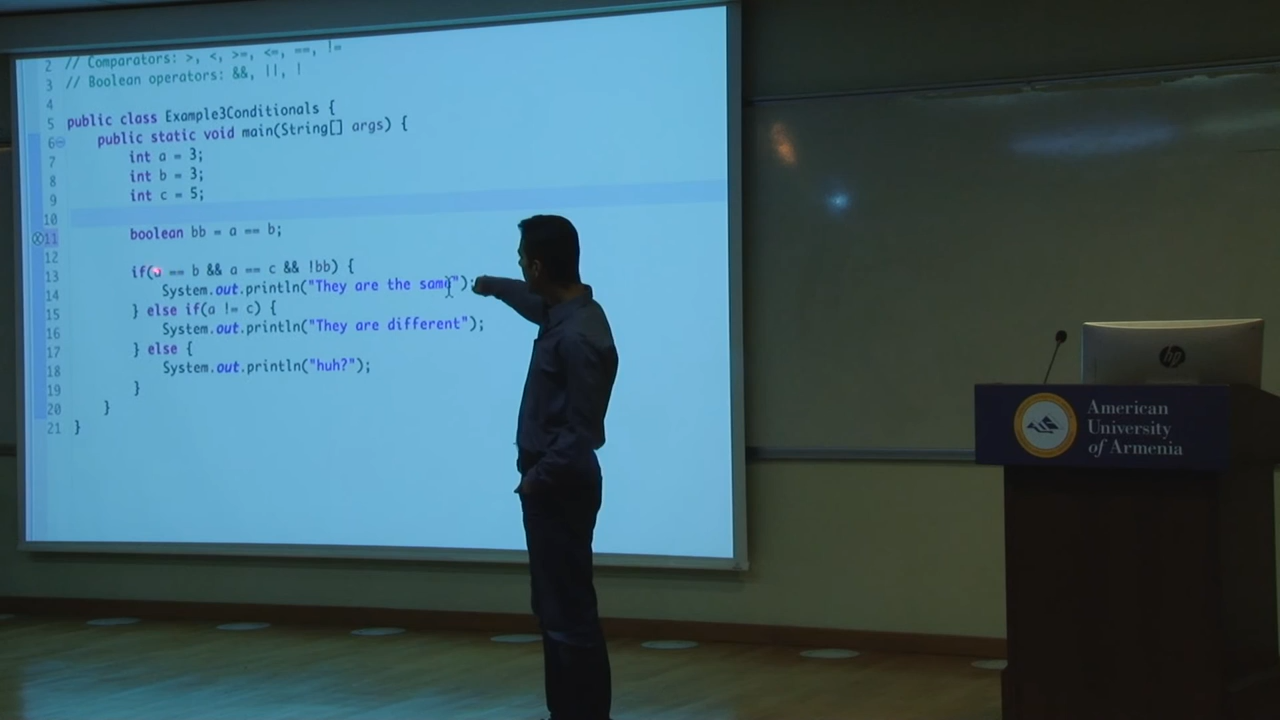 2 // Comparators: >, <, >=, <=, ==, !=
3 // Boolean operators: &&, ||, |
4
5 public class Example3Conditionals {
6 public static void main(String[] args) {
7 int a = 3;
8 int b = 3;
9 int c = 5;
10
11 boolean bb = a == b;
12
13 if(a == b && a == c && !bb) {
14 System.out.println("They are the same");
15 } else if(a != c) {
16 System.out.println("They are different");
17 } else {
18 System.out.println("huh?");
19 }
20 }
21 }
hp
American
University
of Armenia